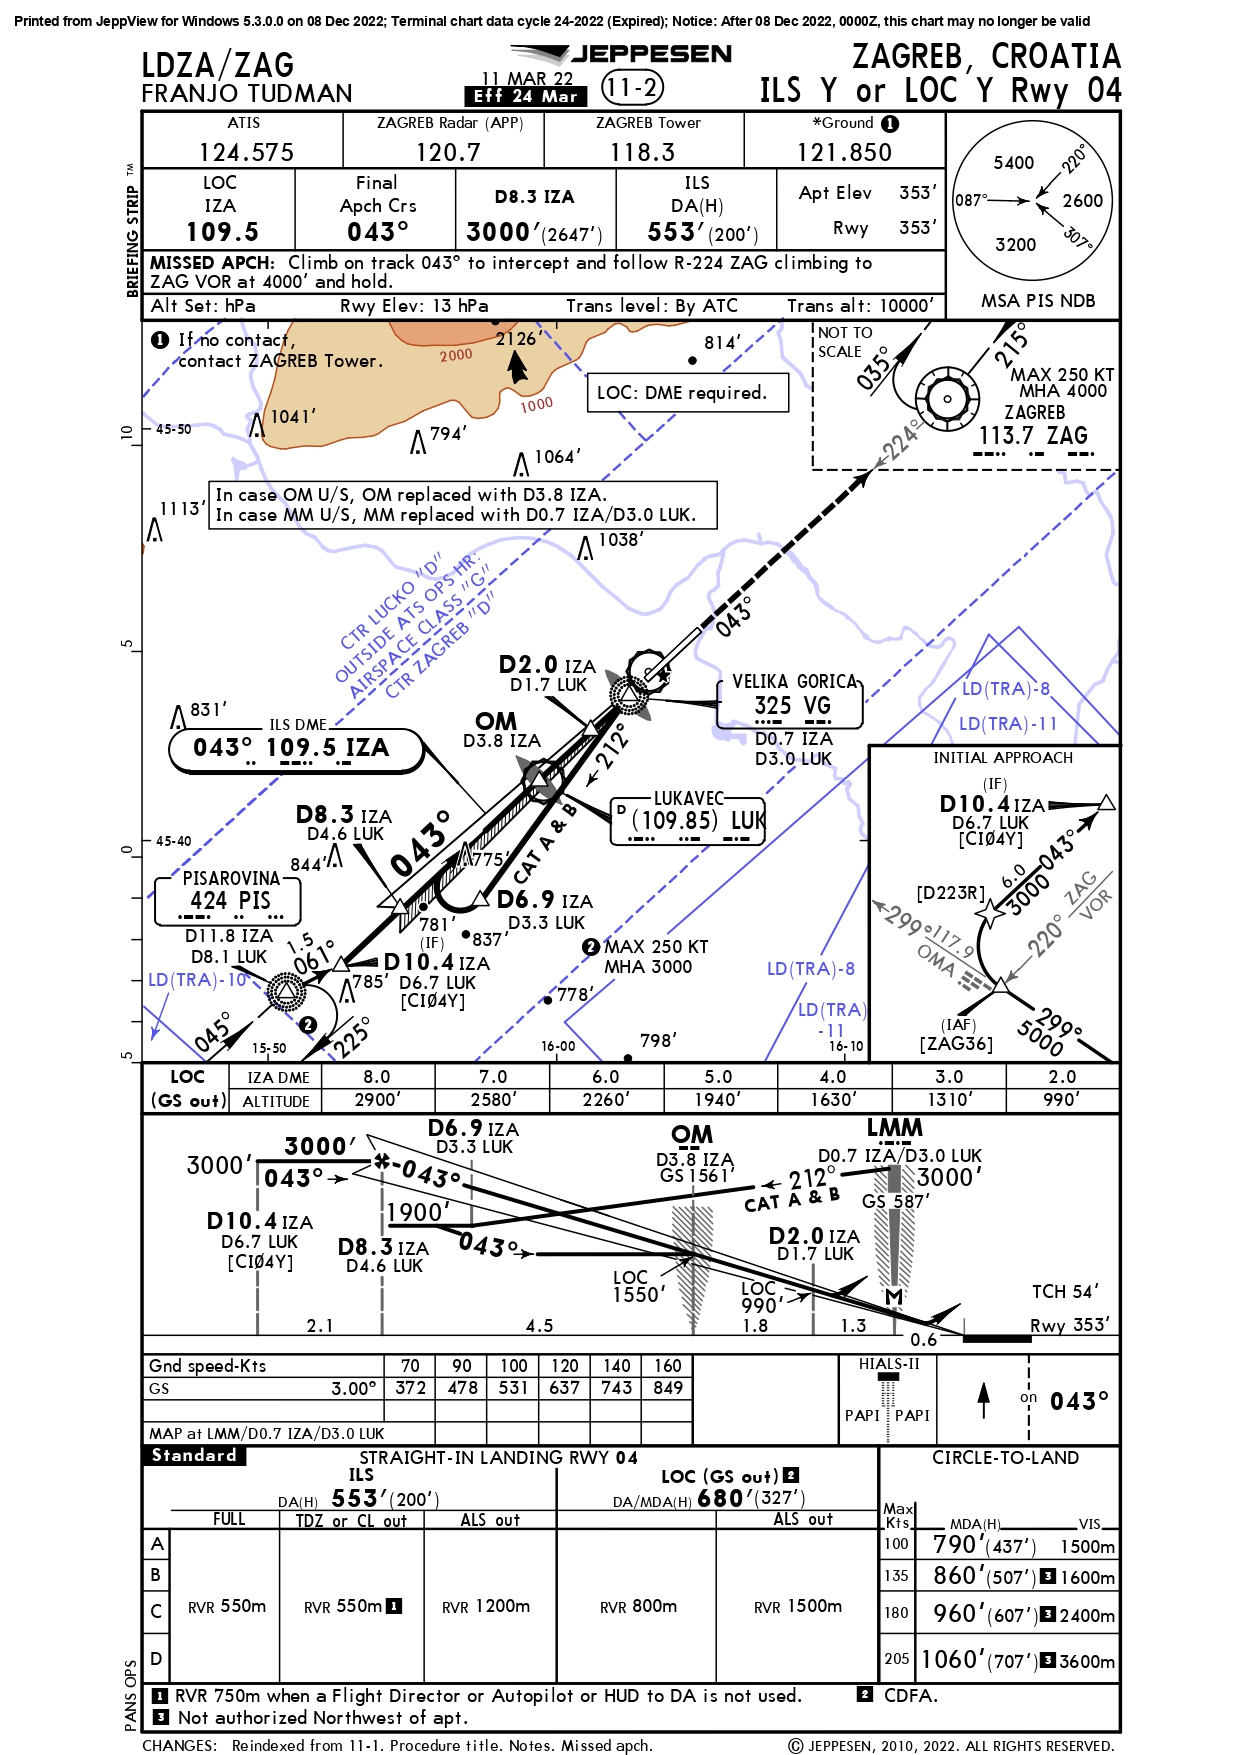 Printed from JeppView for Windows 5.3.0.0 on 08 Dec 2022; Terminal chart data cycle 24-2022 (Expired); Notice: After 08 Dec 2022, 0000Z, this chart may no longer be valid
LDZA/ZAG
FRANJO TUDMAN
JEPPESEN
11 MAR 22
Eff 24 Mar
11-2
ZAGREB, CROATIA
ILS Y or LOC Y Rwy 04
BRIEFING STRIP ™
ATIS
124.575
ZAGREB Radar (APP)
120.7
ZAGREB Tower
118.3
*Ground 1
121.850
LOC
IZA
109.5
Final
Apch Crs
043°
D8.3 IZA
3000'(2647')
ILS
DA(H)
553' (200')
Apt Elev 353'
Rwy 353'
5400
220°
087°
2600
3200
307°
MSA PIS NDB
MISSED APCH: Climb on track 043° to intercept and follow R-224 ZAG climbing to
ZAG VOR at 4000' and hold.
Alt Set: hPa Rwy Elev: 13 hPa Trans level: By ATC Trans alt: 10000'
1 If no contact,
contact ZAGREB Tower.
2000
2126'
814'
1000
LOC: DME required.
NOT TO
SCALE
035°
215°
MAX 250 KT
MHA 4000
ZAGREB
113.7 ZAG
224°
1041'
10
45-50
794'
1064'
1113'
In case OM U/S, OM replaced with D3.8 IZA.
In case MM U/S, MM replaced with D0.7 IZA/D3.0 LUK.
1038'
CTR LUCKO "D"
OUTSIDE ATS OPS HR:
AIRSPACE CLASS "G"
CTR ZAGREB "D"
043°
5
D2.0 IZA
D1.7 LUK
VELIKA GORICA
325 VG
D0.7 IZA
D3.0 LUK
LD(TRA)-8
LD(TRA)-11
831'
ILS DME
043° 109.5 IZA
OM
D3.8 IZA
212°
LUKAVEC
D (109.85) LUK
D8.3 IZA
D4.6 LUK
043°
CAT A & B
0
45-40
844'
775'
PISAROVINA
424 PIS
D11.8 IZA
D8.1 LUK
D6.9 IZA
D3.3 LUK
781'
(IF)
837'
1.5
061°
D10.4 IZA
D6.7 LUK
[CIØ4Y]
785'
2 MAX 250 KT
MHA 3000
LD(TRA)-10
LD(TRA)-8
LD(TRA)
-11
778'
2
045°
225°
798'
5
15-50
16-00
16-10
INITIAL APPROACH
(IF)
D10.4 IZA
D6.7 LUK
[CIØ4Y]
043°
6.0
3000
[D223R]
ZAG
VOR
220°
299°
117.9
OMA
(IAF)
[ZAG36]
299°
5000
LOC IZA DME 8.0 7.0 6.0 5.0 4.0 3.0 2.0
(GS out) ALTITUDE 2900' 2580' 2260' 1940' 1630' 1310' 990'
3000'
3000'
043°
043°
D6.9 IZA
D3.3 LUK
OM
D3.8 IZA
GS 1561'
LMM
D0.7 IZA/D3.0 LUK
3000'
GS 587'
212°
CAT A & B
1900'
043°
D10.4 IZA
D6.7 LUK
[CIØ4Y]
D8.3 IZA
D4.6 LUK
D2.0 IZA
D1.7 LUK
LOC
1550'
LOC
990'
M
TCH 54'
Rwy 353'
2.1 4.5 1.8 1.3 0.6
Gnd speed-Kts 70 90 100 120 140 160
GS 3.00° 372 478 531 637 743 849
MAP at LMM/D0.7 IZA/D3.0 LUK
HIALS-II
PAPI PAPI
on 043°
Standard STRAIGHT-IN LANDING RWY 04 CIRCLE-TO-LAND
ILS
DA(H) 553'(200')
LOC (GS out) 2
DA/MDA(H) 680'(327')
FULL TDZ or CL out ALS out ALS out
Max
Kts MDA(H) VIS
A 100 790'(437') 1500m
B 135 860'(507') 3 1600m
C RVR 550m RVR 550m 1 RVR 1200m RVR 800m RVR 1500m 180 960'(607') 3 2400m
D 205 1060'(707') 3 3600m
1 RVR 750m when a Flight Director or Autopilot or HUD to DA is not used. 2 CDFA.
3 Not authorized Northwest of apt.
PANS OPS
CHANGES: Reindexed from 11-1. Procedure title. Notes. Missed apch. © JEPPESEN, 2010, 2022. ALL RIGHTS RESERVED.